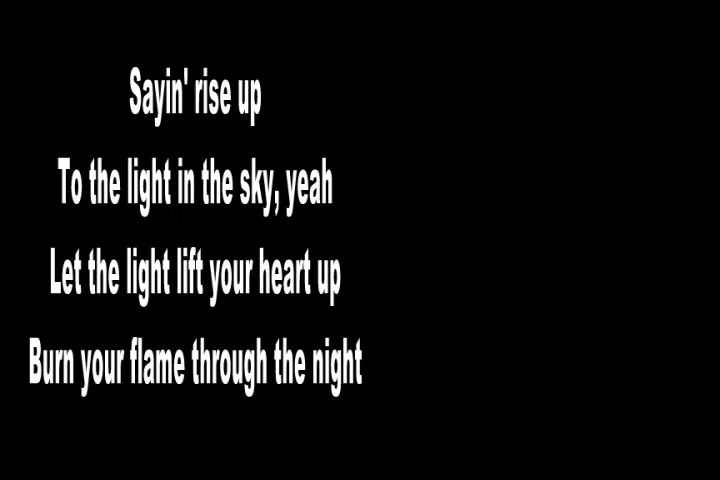 Sayin' rise up
To the light in the sky, yeah
Let the light lift your heart up
Burn your flame through the night